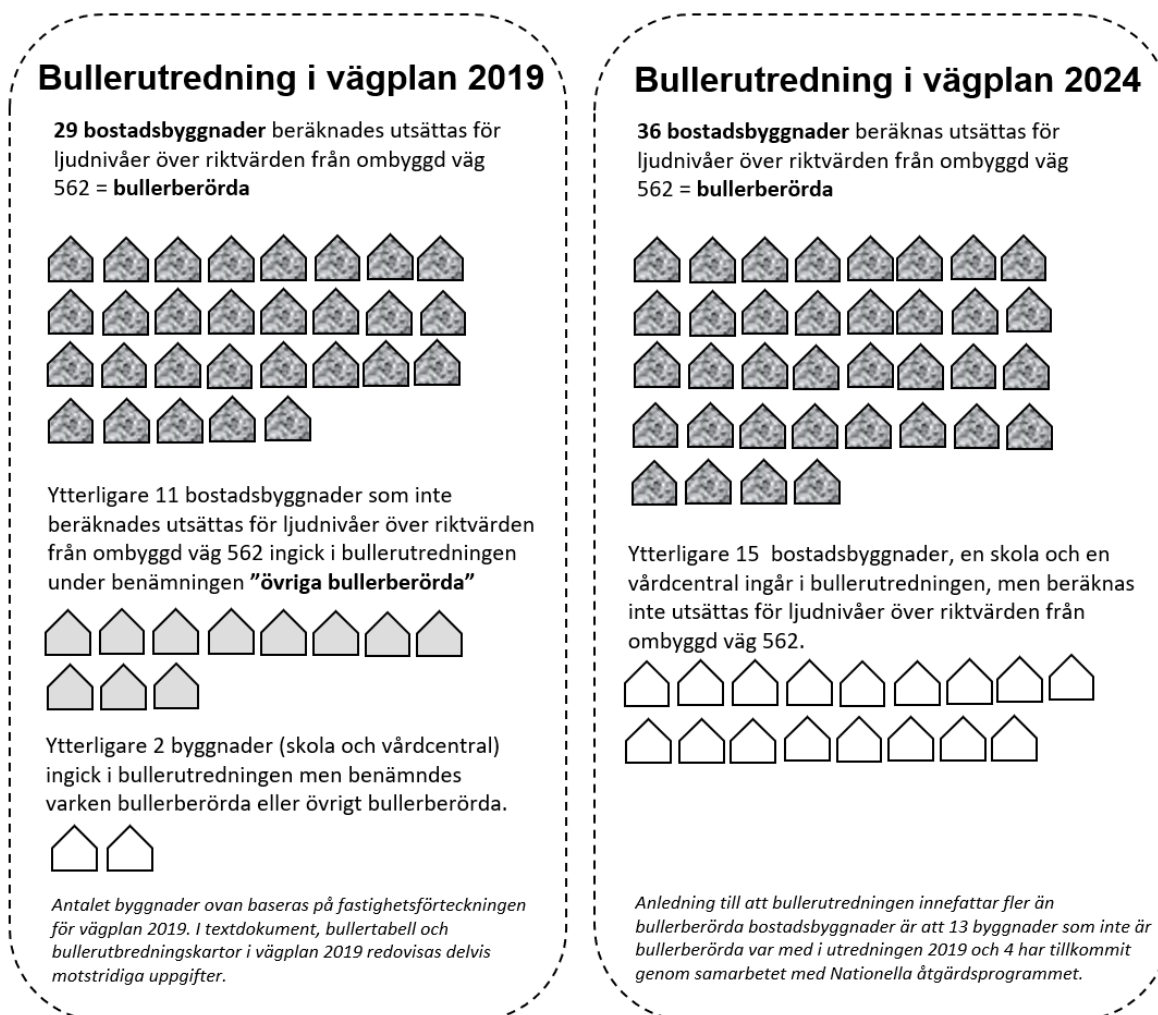 Bullerutredning i vägplan 2019
29 bostadsbyggnader beräknades utsättas för
ljudnivåer över riktvärden från ombyggd väg
562 = bullerberörda
Ytterligare 11 bostadsbyggnader som inte
beräknades utsättas för ljudnivåer över riktvärden
från ombyggd väg 562 ingick i bullerutredningen
under benämningen ”övriga bullerberörda”
Ytterligare 2 byggnader (skola och vårdcentral)
ingick i bullerutredningen men benämndes
varken bullerberörda eller övrigt bullerberörda.
Antalet byggnader ovan baseras på fastighetsförteckningen
för vägplan 2019. I textdokument, bullertabell och
bullerutbredningskartor i vägplan 2019 redovisas delvis
motstridiga uppgifter.
Bullerutredning i vägplan 2024
36 bostadsbyggnader beräknas utsättas för
ljudnivåer över riktvärden från ombyggd väg
562 = bullerberörda
Ytterligare 15 bostadsbyggnader, en skola och en
vårdcentral ingår i bullerutredningen, men beräknas
inte utsättas för ljudnivåer över riktvärden från
ombyggd väg 562.
Anledning till att bullerutredningen innefattar fler än
bullerberörda bostadsbyggnader är att 13 byggnader som inte är
bullerberörda var med i utredningen 2019 och 4 har tillkommit
genom samarbetet med Nationella åtgärdsprogrammet.